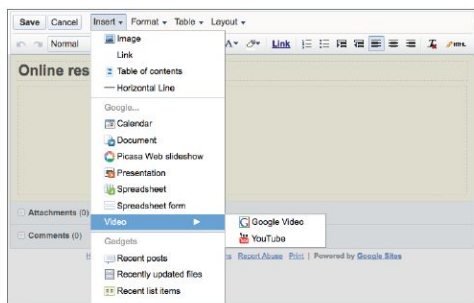 Save Cancel Insert Format Table Layout
Normal A Link HTML
Image
Online res
Link
Table of contents
Horizontal Line
Google...
Calendar
Document
Picasa Web slideshow
Presentation
Spreadsheet
Spreadsheet form
Attachments (0)
Video
Google Video
Comments (0)
YouTube
Gadgets
Recent posts
Report Abuse Print | Powered by Google Sites
Recently updated files
Recent list items